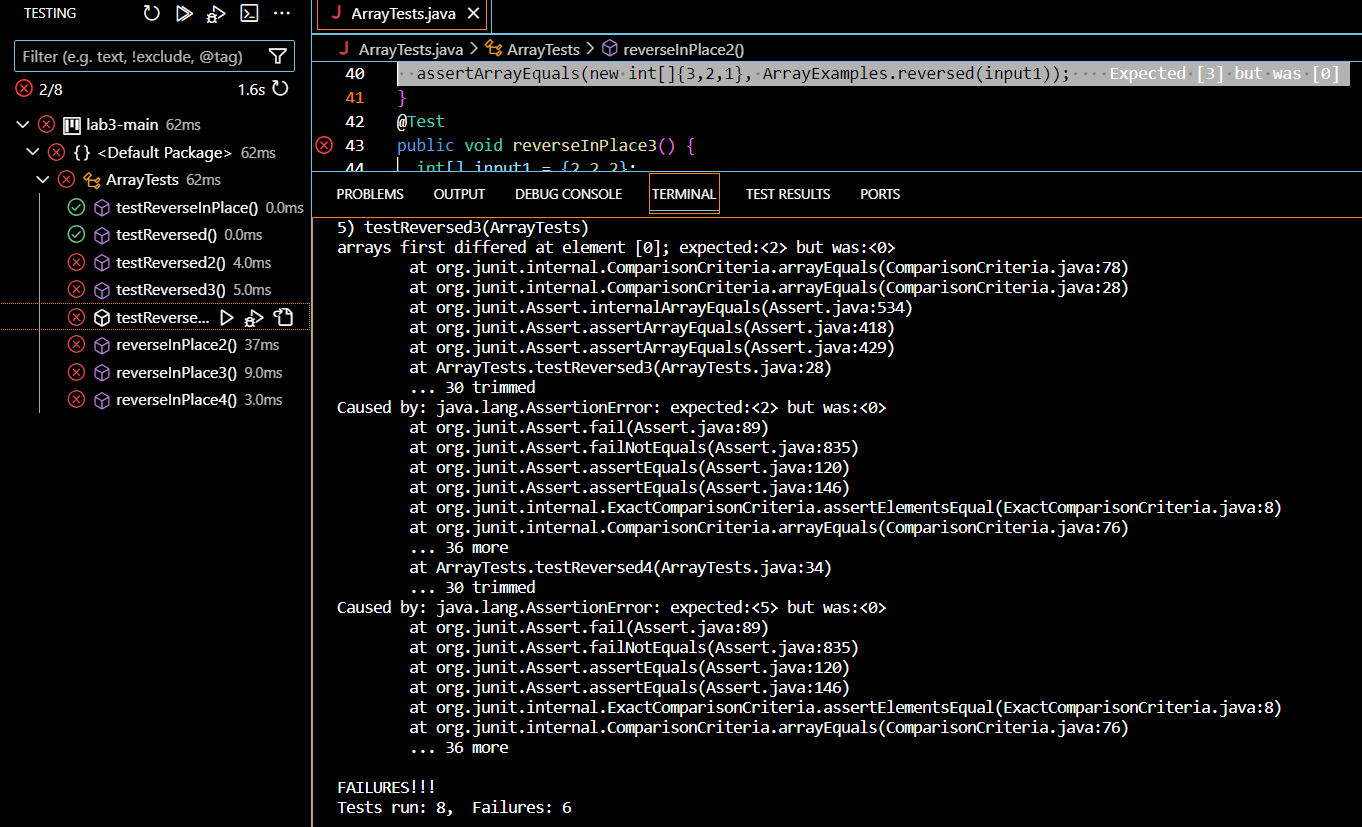 TESTING
Filter (e.g. text, !exclude, @tag)
2/8 1.6s
lab3-main 62ms
{} <Default Package> 62ms
ArrayTests 62ms
testReverseInPlace() 0.0ms
testReversed() 0.0ms
testReversed2() 4.0ms
testReversed3() 5.0ms
testReverse...
reverseInPlace2() 37ms
reverseInPlace3() 9.0ms
reverseInPlace4() 3.0ms
J ArrayTests.java
J ArrayTests.java > ArrayTests > reverseInPlace2()
40 assertArrayEquals(new int[]{3,2,1}, ArrayExamples.reversed(input1)); Expected [3] but was [0]
41 }
42 @Test
43 public void reverseInPlace3() {
44 int[] input1 = {2,2,2};
PROBLEMS OUTPUT DEBUG CONSOLE TERMINAL TEST RESULTS PORTS
5) testReversed3(ArrayTests)
arrays first differed at element [0]; expected:<2> but was:<0>
at org.junit.internal.ComparisonCriteria.arrayEquals(ComparisonCriteria.java:78)
at org.junit.internal.ComparisonCriteria.arrayEquals(ComparisonCriteria.java:28)
at org.junit.Assert.internalArrayEquals(Assert.java:534)
at org.junit.Assert.assertArrayEquals(Assert.java:418)
at org.junit.Assert.assertArrayEquals(Assert.java:429)
at ArrayTests.testReversed3(ArrayTests.java:28)
... 30 trimmed
Caused by: java.lang.AssertionError: expected:<2> but was:<0>
at org.junit.Assert.fail(Assert.java:89)
at org.junit.Assert.failNotEquals(Assert.java:835)
at org.junit.Assert.assertEquals(Assert.java:120)
at org.junit.Assert.assertEquals(Assert.java:146)
at org.junit.internal.ExactComparisonCriteria.assertElementsEqual(ExactComparisonCriteria.java:8)
at org.junit.internal.ComparisonCriteria.arrayEquals(ComparisonCriteria.java:76)
... 36 more
at ArrayTests.testReversed4(ArrayTests.java:34)
... 30 trimmed
Caused by: java.lang.AssertionError: expected:<5> but was:<0>
at org.junit.Assert.fail(Assert.java:89)
at org.junit.Assert.failNotEquals(Assert.java:835)
at org.junit.Assert.assertEquals(Assert.java:120)
at org.junit.Assert.assertEquals(Assert.java:146)
at org.junit.internal.ExactComparisonCriteria.assertElementsEqual(ExactComparisonCriteria.java:8)
at org.junit.internal.ComparisonCriteria.arrayEquals(ComparisonCriteria.java:76)
... 36 more
FAILURES!!!
Tests run: 8,  Failures: 6